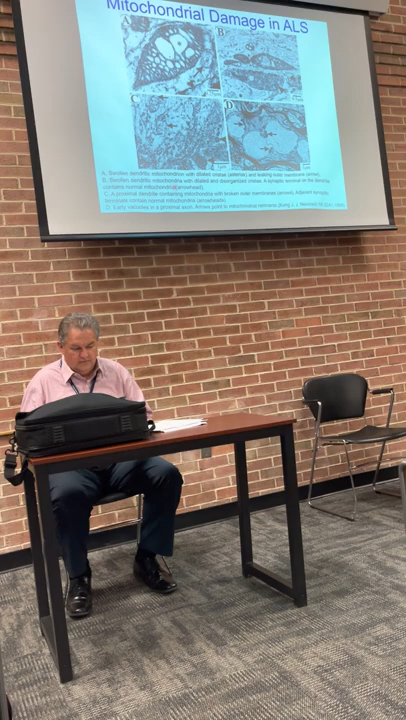 Mitochondrial Damage in ALS
A
B
C
D
A. Swollen dendritic mitochondrion with dilated cristae (asterisk) and leaking outer membrane (arrow).
B. Swollen dendritic mitochondria with dilated and disorganized cristae. A synaptic terminal on the dendrite
contains normal mitochondria(arrowhead).
C. A proximal dendrite containing mitochondria with broken outer membranes (arrows). Adjacent synaptic
terminals contain normal mitochondria (arrowheads).
D. Early vacuoles in a proximal axon. Arrows point to mitochondrial remnants